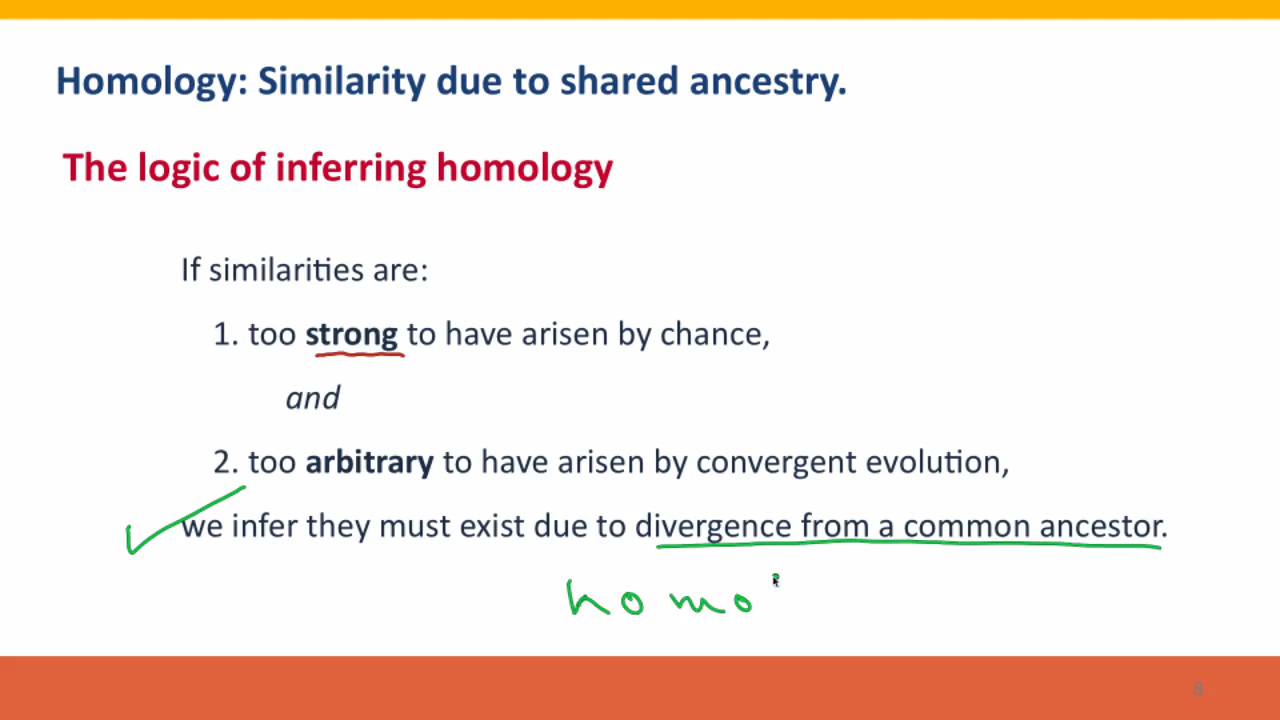 Homology: Similarity due to shared ancestry.
The logic of inferring homology
If similarities are:
1. too strong to have arisen by chance,
and
2. too arbitrary to have arisen by convergent evolution,
we infer they must exist due to divergence from a common ancestor.
homo
8